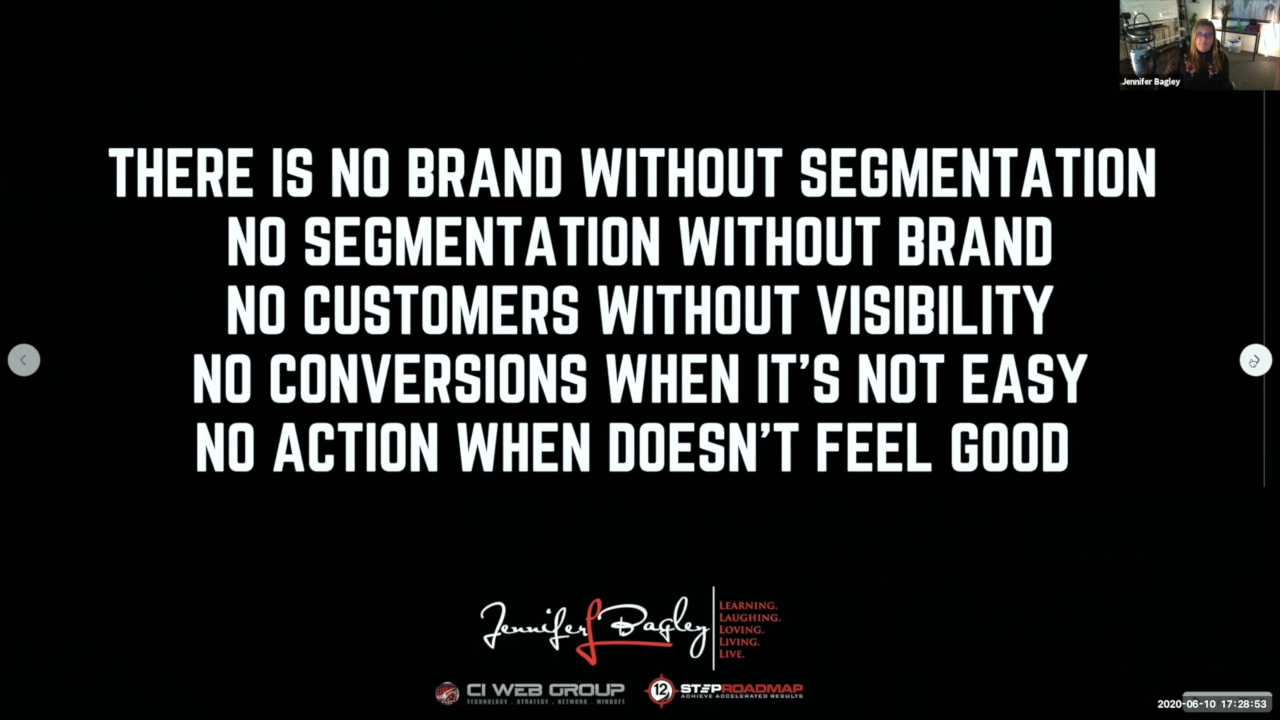 Jennifer Bagley
THERE IS NO BRAND WITHOUT SEGMENTATION
NO SEGMENTATION WITHOUT BRAND
NO CUSTOMERS WITHOUT VISIBILITY
NO CONVERSIONS WHEN IT'S NOT EASY
NO ACTION WHEN DOESN'T FEEL GOOD
Jennifer L Bagley
LEARNING.
LAUGHING.
LOVING.
LIVING.
LIVE.
CI WEB GROUP
TECHNOLOGY . STRATEGY . NETWORK . MINDSET
12 STEPROADMAP
ACHIEVE ACCELERATED RESULTS
2020-06-10 17:28:53